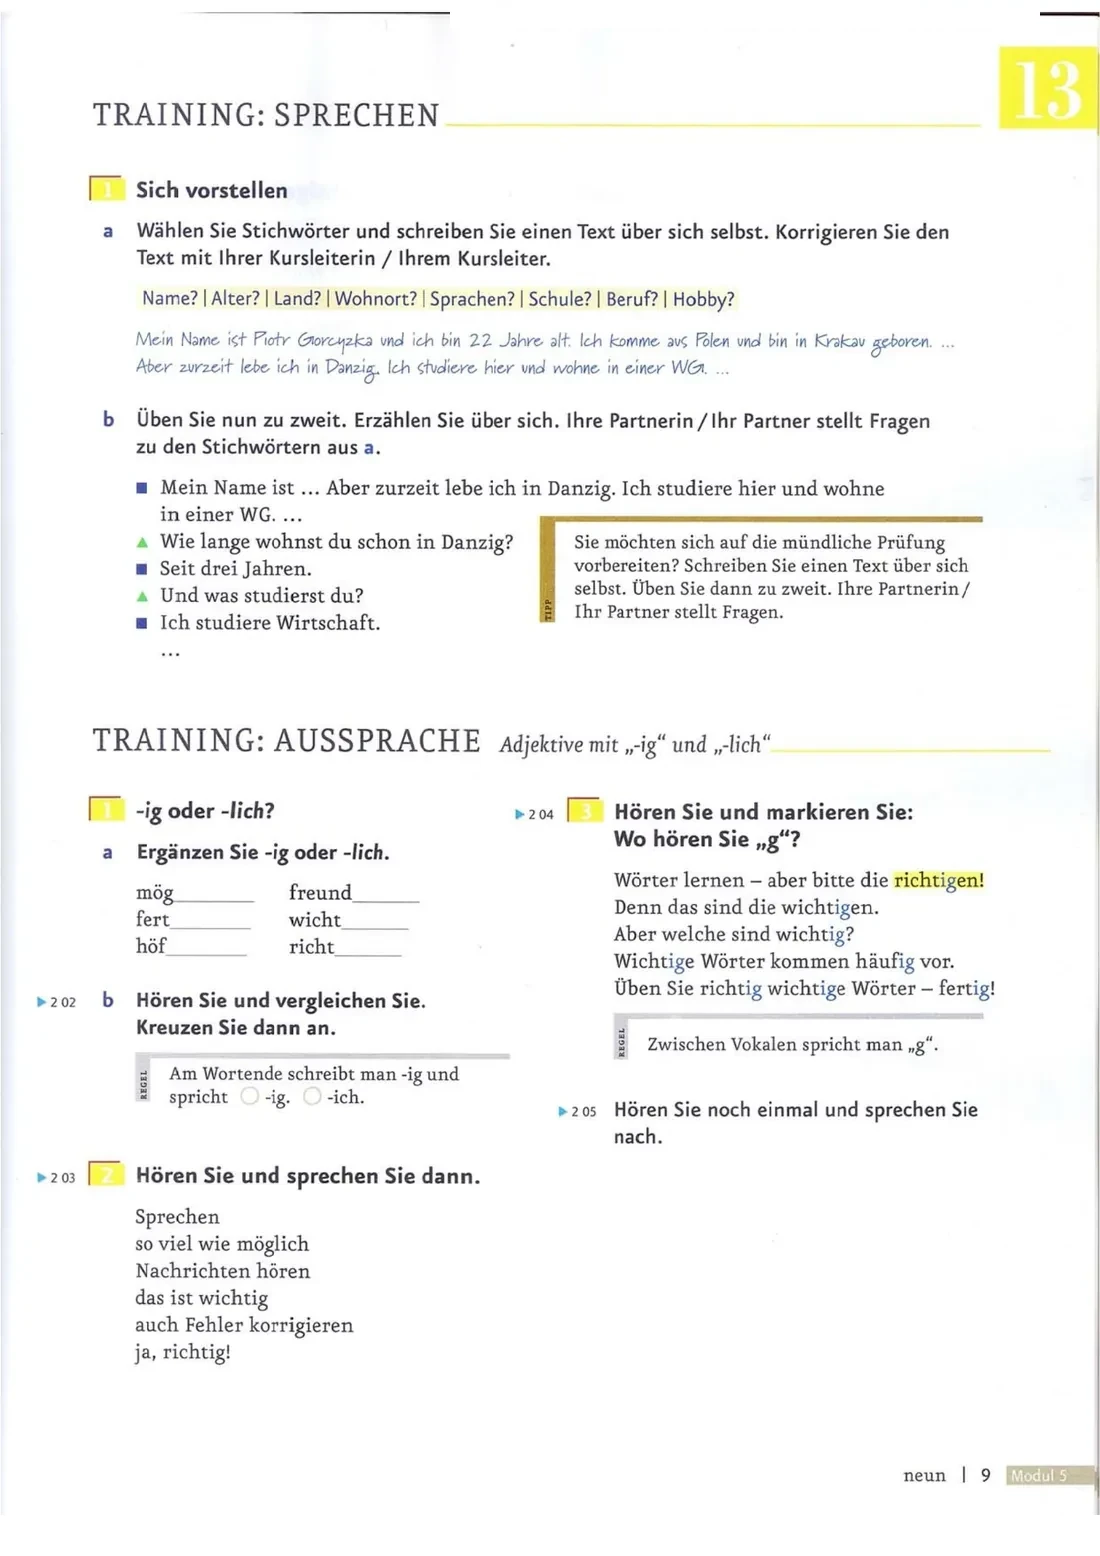 13
TRAINING: SPRECHEN
1 Sich vorstellen
a Wählen Sie Stichwörter und schreiben Sie einen Text über sich selbst. Korrigieren Sie den
Text mit Ihrer Kursleiterin / Ihrem Kursleiter.
Name? | Alter? | Land? | Wohnort? | Sprachen? | Schule? | Beruf? | Hobby?
Mein Name ist Piotr Gorcyzka und ich bin 22 Jahre alt. Ich komme aus Polen und bin in Krakau geboren. ...
Aber zurzeit lebe ich in Danzig. Ich studiere hier und wohne in einer WG. ...
b Üben Sie nun zu zweit. Erzählen Sie über sich. Ihre Partnerin / Ihr Partner stellt Fragen
zu den Stichwörtern aus a.
■ Mein Name ist ... Aber zurzeit lebe ich in Danzig. Ich studiere hier und wohne
in einer WG. ...
▲ Wie lange wohnst du schon in Danzig?
■ Seit drei Jahren.
▲ Und was studierst du?
■ Ich studiere Wirtschaft.
...
TIPP
Sie möchten sich auf die mündliche Prüfung
vorbereiten? Schreiben Sie einen Text über sich
selbst. Üben Sie dann zu zweit. Ihre Partnerin /
Ihr Partner stellt Fragen.
TRAINING: AUSSPRACHE Adjektive mit „-ig“ und „-lich“
1 -ig oder -lich?
a Ergänzen Sie -ig oder -lich.
mög________ freund________
fert________ wicht________
höf________ richt________
▶ 2 02 b Hören Sie und vergleichen Sie.
Kreuzen Sie dann an.
REGEL
Am Wortende schreibt man -ig und
spricht ○ -ig. ○ -ich.
▶ 2 03 2 Hören Sie und sprechen Sie dann.
Sprechen
so viel wie möglich
Nachrichten hören
das ist wichtig
auch Fehler korrigieren
ja, richtig!
▶ 2 04 3 Hören Sie und markieren Sie:
Wo hören Sie „g“?
Wörter lernen – aber bitte die richtigen!
Denn das sind die wichtigen.
Aber welche sind wichtig?
Wichtige Wörter kommen häufig vor.
Üben Sie richtig wichtige Wörter – fertig!
REGEL
Zwischen Vokalen spricht man „g“.
▶ 2 05 Hören Sie noch einmal und sprechen Sie
nach.
neun | 9 Modul 5